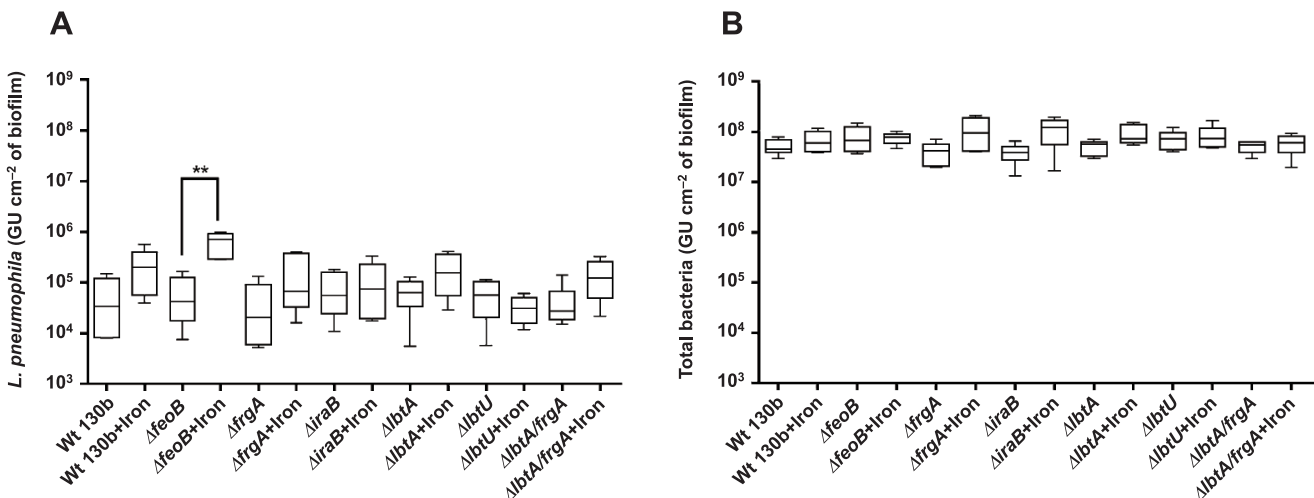 A
L. pneumophila (GU cm⁻² of biofilm)
10⁹
10⁸
10⁷
10⁶
10⁵
10⁴
10³
**
Wt 130b
Wt 130b+Iron
ΔfeoB
ΔfeoB+Iron
ΔfrgA
ΔfrgA+Iron
ΔiraB
ΔiraB+Iron
ΔlbtA
ΔlbtA+Iron
ΔlbtU
ΔlbtU+Iron
ΔlbtA/frgA
ΔlbtA/frgA+Iron
B
Total bacteria (GU cm⁻² of biofilm)
10⁹
10⁸
10⁷
10⁶
10⁵
10⁴
10³
Wt 130b
Wt 130b+Iron
ΔfeoB
ΔfeoB+Iron
ΔfrgA
ΔfrgA+Iron
ΔiraB
ΔiraB+Iron
ΔlbtA
ΔlbtA+Iron
ΔlbtU
ΔlbtU+Iron
ΔlbtA/frgA
ΔlbtA/frgA+Iron